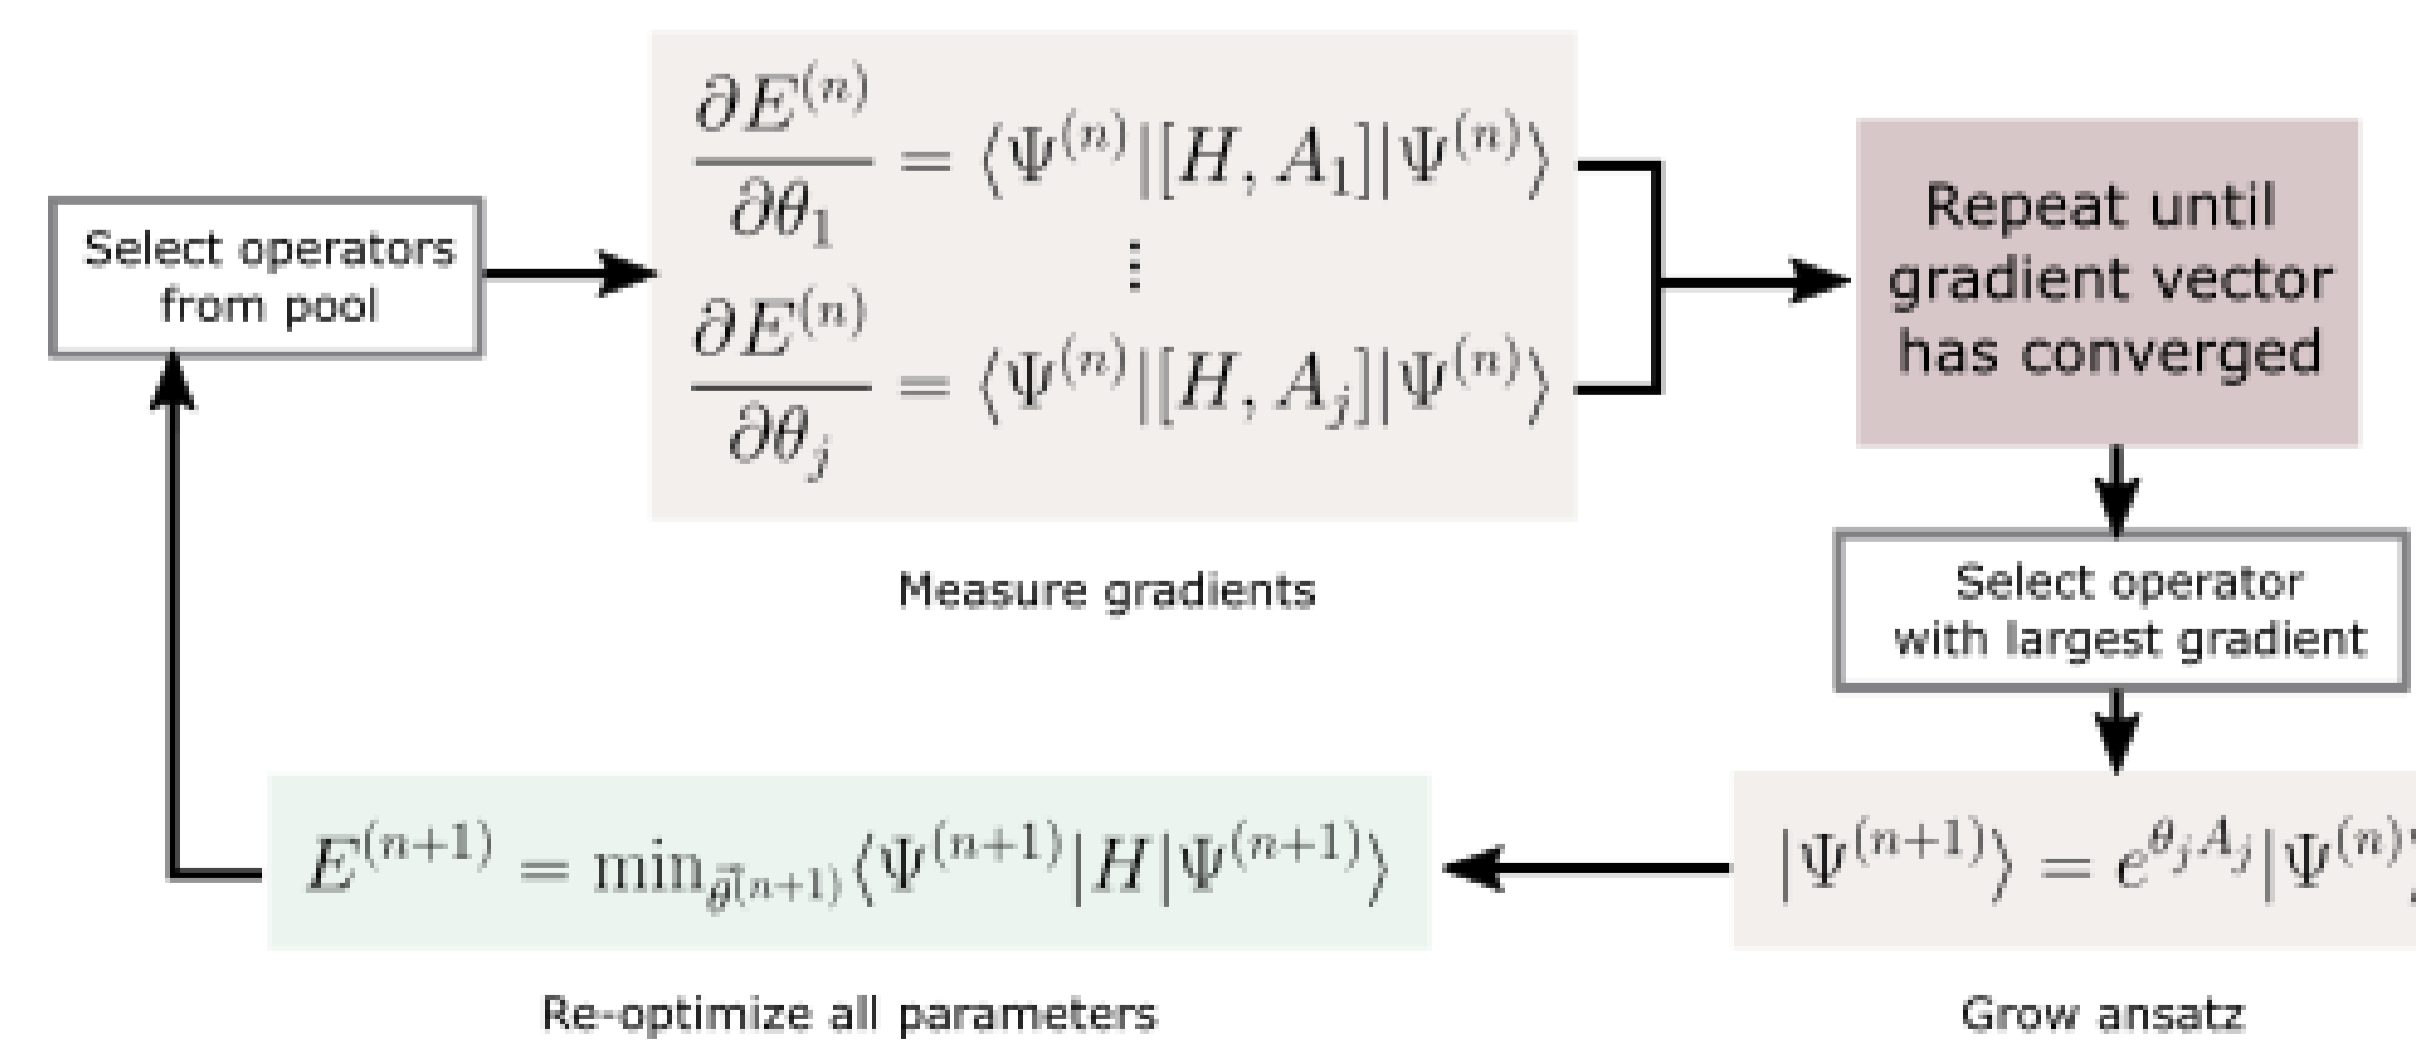 Select operators
from pool
∂E^{(n)}/∂θ_1 = ⟨Ψ^{(n)}|[H, A_1]|Ψ^{(n)}⟩
⋮
∂E^{(n)}/∂θ_j = ⟨Ψ^{(n)}|[H, A_j]|Ψ^{(n)}⟩
Measure gradients
Repeat until
gradient vector
has converged
Select operator
with largest gradient
|Ψ^{(n+1)}⟩ = e^{θ_j A_j}|Ψ^{(n)}⟩
Grow ansatz
E^{(n+1)} = min_{θ⃗^{(n+1)}}⟨Ψ^{(n+1)}|H|Ψ^{(n+1)}⟩
Re-optimize all parameters